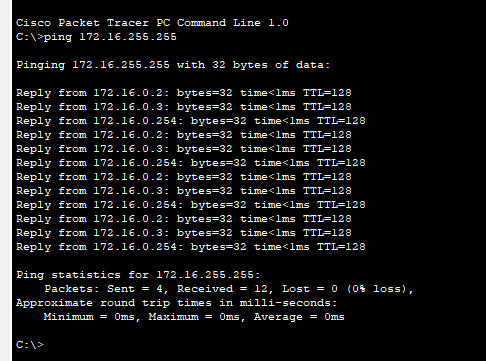 Cisco Packet Tracer PC Command Line 1.0
C:\>ping 172.16.255.255
Pinging 172.16.255.255 with 32 bytes of data:
Reply from 172.16.0.2: bytes=32 time<1ms TTL=128
Reply from 172.16.0.3: bytes=32 time<1ms TTL=128
Reply from 172.16.0.254: bytes=32 time<1ms TTL=128
Reply from 172.16.0.2: bytes=32 time<1ms TTL=128
Reply from 172.16.0.3: bytes=32 time<1ms TTL=128
Reply from 172.16.0.254: bytes=32 time<1ms TTL=128
Reply from 172.16.0.2: bytes=32 time<1ms TTL=128
Reply from 172.16.0.3: bytes=32 time<1ms TTL=128
Reply from 172.16.0.254: bytes=32 time<1ms TTL=128
Reply from 172.16.0.2: bytes=32 time<1ms TTL=128
Reply from 172.16.0.3: bytes=32 time<1ms TTL=128
Reply from 172.16.0.254: bytes=32 time<1ms TTL=128
Ping statistics for 172.16.255.255:
Packets: Sent = 4, Received = 12, Lost = 0 (0% loss),
Approximate round trip times in milli-seconds:
Minimum = 0ms, Maximum = 0ms, Average = 0ms
C:\>